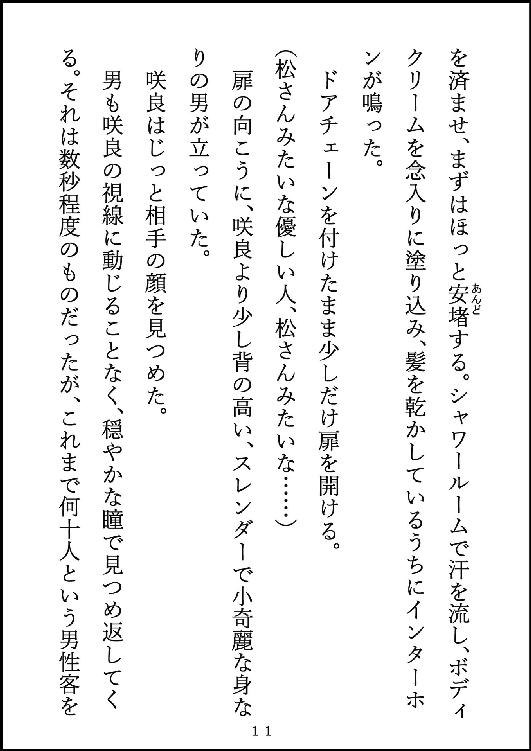 を済ませ、まずはほっと安堵する。シャワールームで汗を流し、ボディ
あんど
クリームを念入りに塗り込み、髪を乾かしているうちにインターホ
ンが鳴った。
ドアチェーンを付けたまま少しだけ扉を開ける。
(松さんみたいな優しい人、松さんみたいな……)
扉の向こうに、咲良より少し背の高い、スレンダーで小奇麗な身な
りの男が立っていた。
咲良はじっと相手の顔を見つめた。
男も咲良の視線に動じることなく、穏やかな瞳で見つめ返してく
る。それは数秒程度のものだったが、これまで何十人という男性客を
11